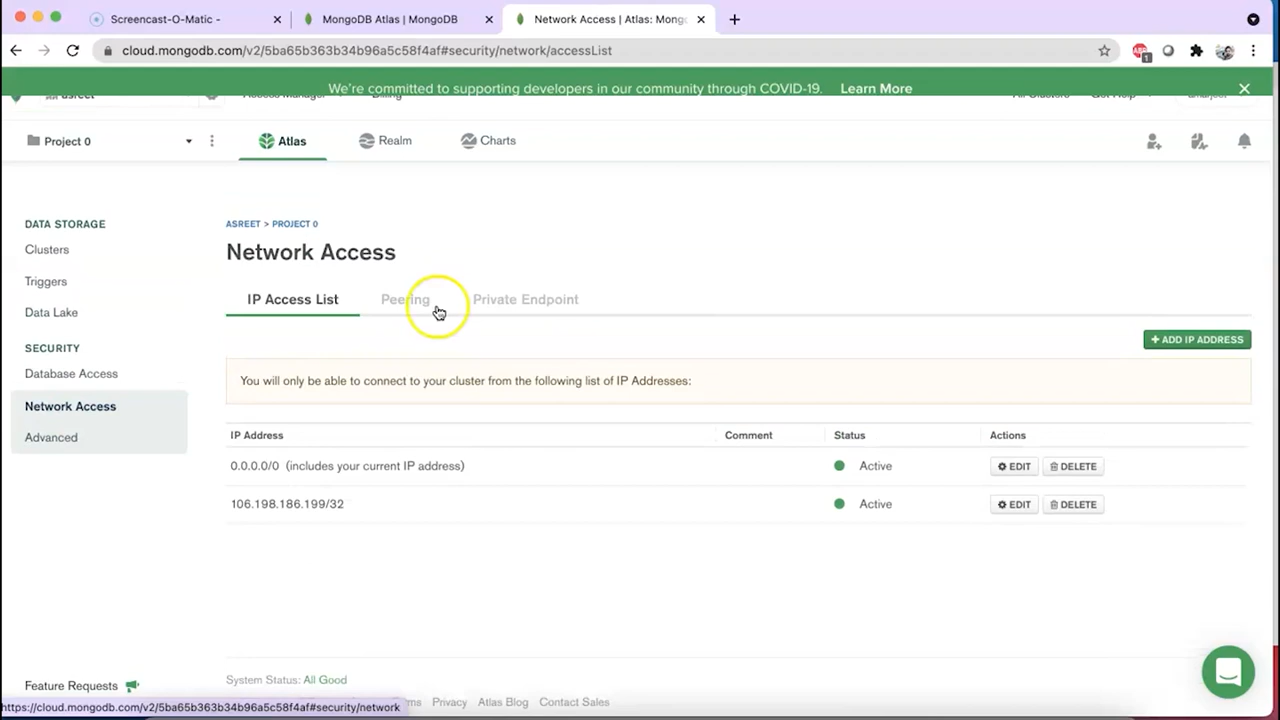 Screencast-O-Matic -
MongoDB Atlas | MongoDB
Network Access | Atlas: Mong
cloud.mongodb.com/v2/5ba65b363b34b96a5c58f4af#security/network/accessList
1
We're committed to supporting developers in our community through COVID-19. Learn More
Project 0
Atlas
Realm
Charts
DATA STORAGE
Clusters
Triggers
Data Lake
SECURITY
Database Access
Network Access
Advanced
ASREET > PROJECT 0
Network Access
IP Access List
Peering
Private Endpoint
+ ADD IP ADDRESS
You will only be able to connect to your cluster from the following list of IP Addresses:
IP Address Comment Status Actions
0.0.0.0/0 (includes your current IP address) Active EDIT DELETE
106.198.186.199/32 Active EDIT DELETE
System Status: All Good
Feature Requests
Privacy Atlas Blog Contact Sales
https://cloud.mongodb.com/v2/5ba65b363b34b96a5c58f4af#security/network